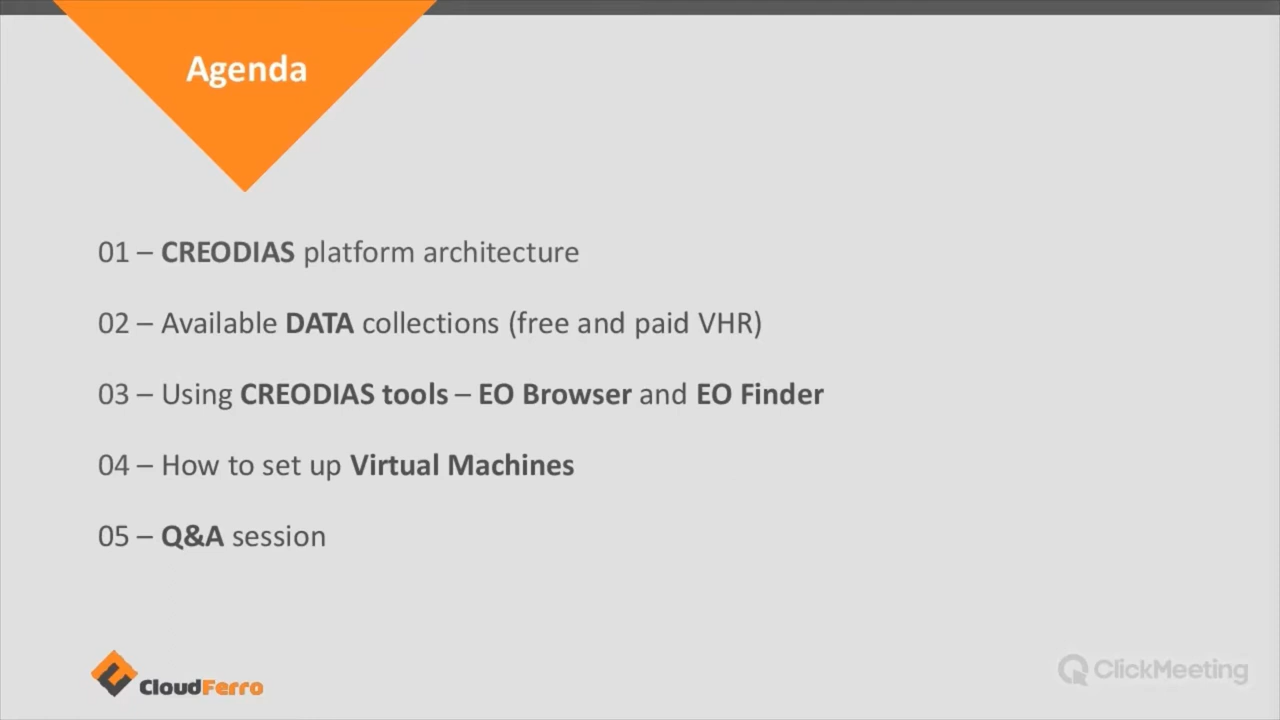 Agenda
01 – CREODIAS platform architecture
02 – Available DATA collections (free and paid VHR)
03 – Using CREODIAS tools – EO Browser and EO Finder
04 – How to set up Virtual Machines
05 – Q&A session
CloudFerro
ClickMeeting